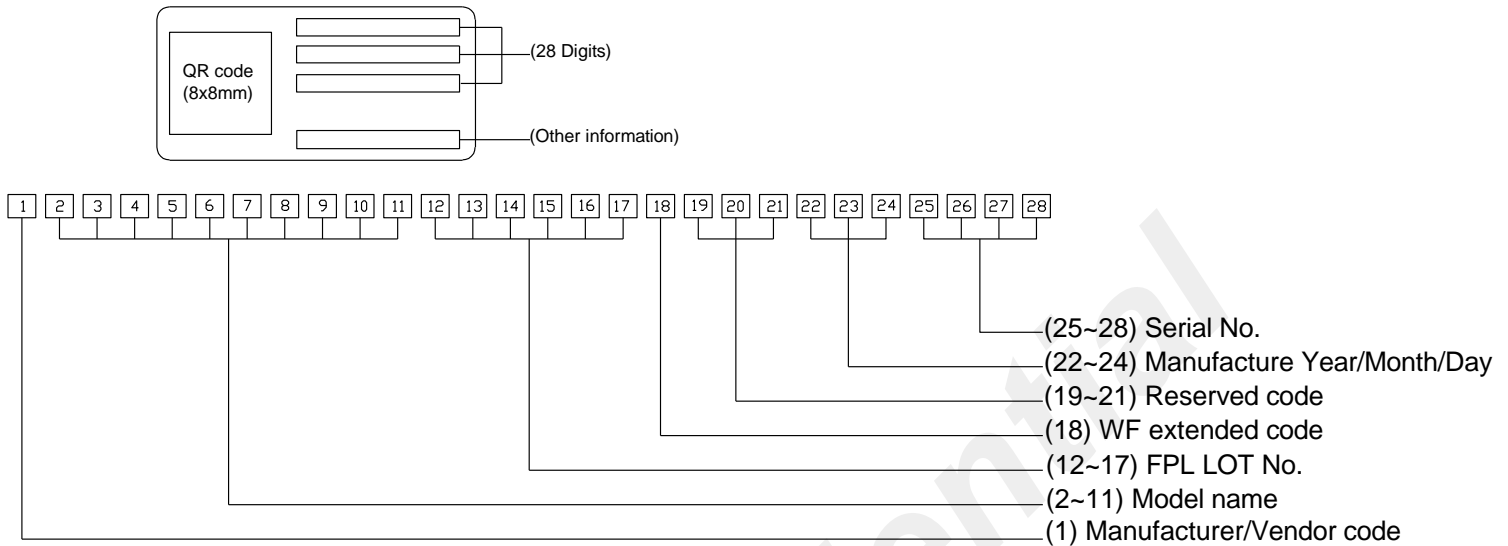 QR code
(8x8mm)
(28 Digits)
(Other information)
1 2 3 4 5 6 7 8 9 10 11 12 13 14 15 16 17 18 19 20 21 22 23 24 25 26 27 28
(25~28) Serial No.
(22~24) Manufacture Year/Month/Day
(19~21) Reserved code
(18) WF extended code
(12~17) FPL LOT No.
(2~11) Model name
(1) Manufacturer/Vendor code
ential